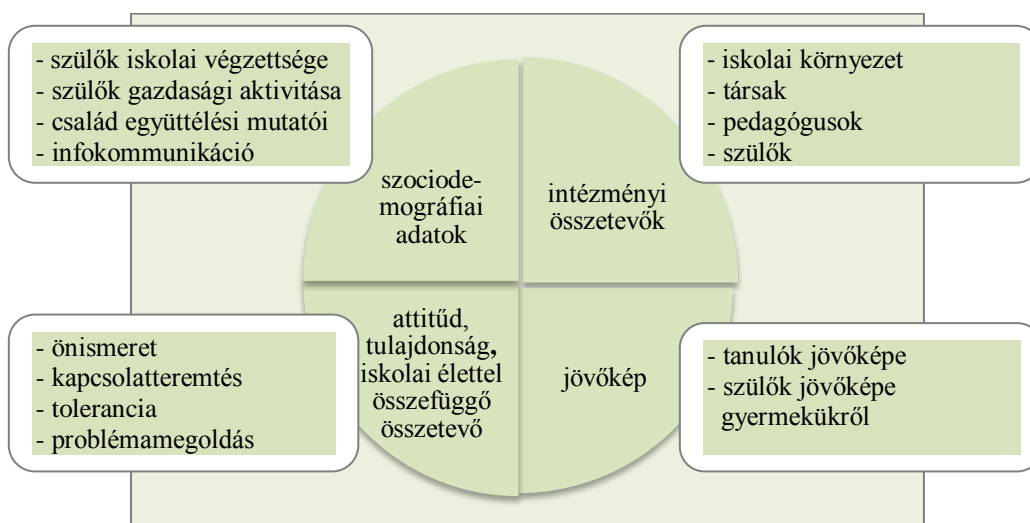 - szülők iskolai végzettsége
- szülők gazdasági aktivitása
- család együttélési mutatói
- infokommunikáció
- iskolai környezet
- társak
- pedagógusok
- szülők
szociode-
mográfiai
adatok
intézményi
összetevők
attitűd,
tulajdonság,
iskolai élettel
összefüggő
összetevő
jövőkép
- önismeret
- kapcsolatteremtés
- tolerancia
- problémamegoldás
- tanulók jövőképe
- szülők jövőképe
gyermekükről